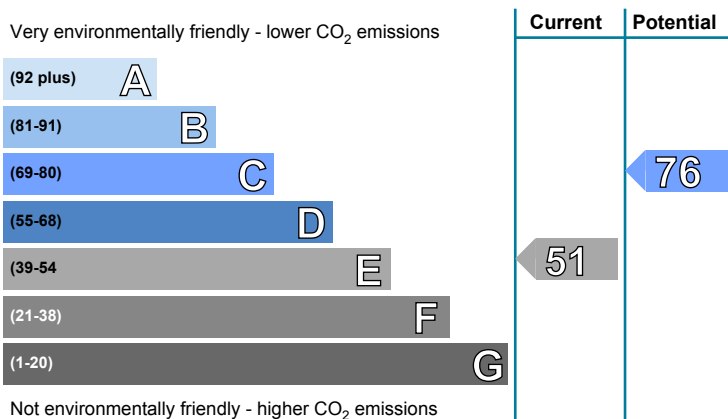 Current Potential
Very environmentally friendly - lower CO2 emissions
(92 plus) A
(81-91) B
(69-80) C 76
(55-68) D
(39-54 E 51
(21-38) F
(1-20) G
Not environmentally friendly - higher CO2 emissions